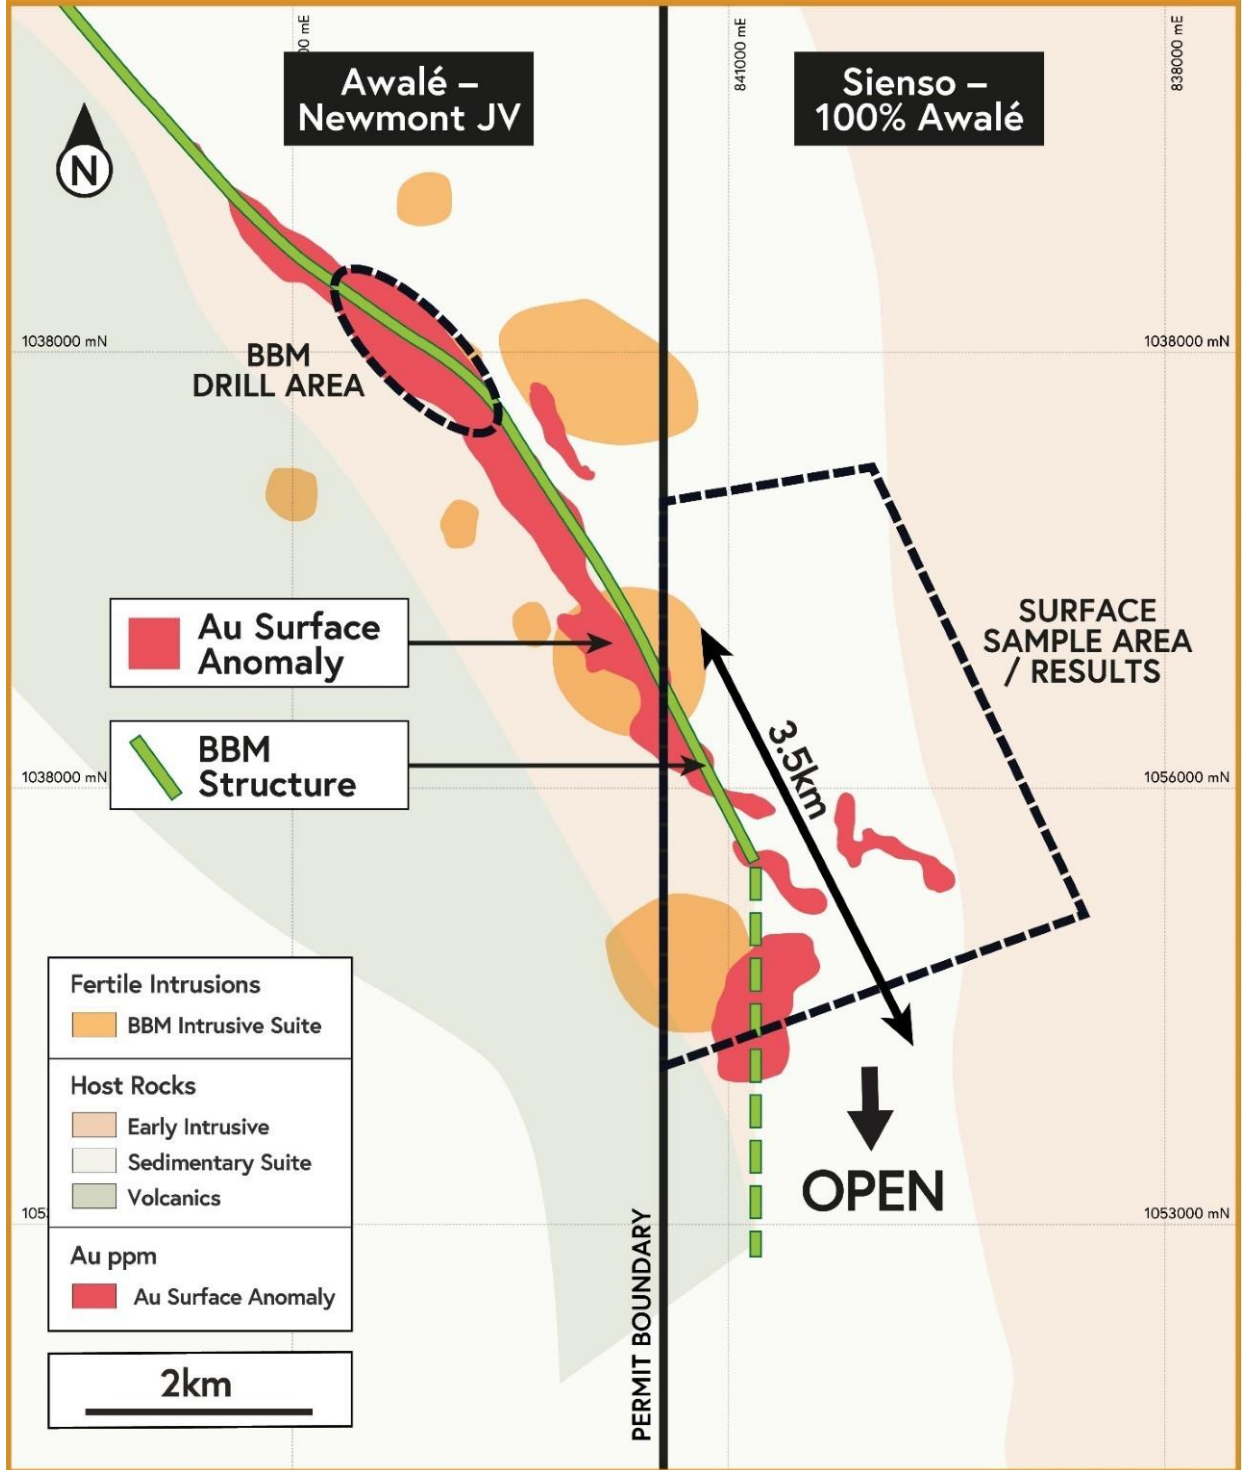 00 mE
841000 mE
838000 mE
Awalé –
Newmont JV
Sienso –
100% Awalé
N
1038000 mN
1038000 mN
BBM
DRILL AREA
SURFACE
SAMPLE AREA
/ RESULTS
Au Surface
Anomaly
BBM
Structure
3.5km
1038000 mN
1056000 mN
Fertile Intrusions
BBM Intrusive Suite
Host Rocks
Early Intrusive
Sedimentary Suite
Volcanics
Au ppm
Au Surface Anomaly
OPEN
1053000 mN
PERMIT BOUNDARY
2km